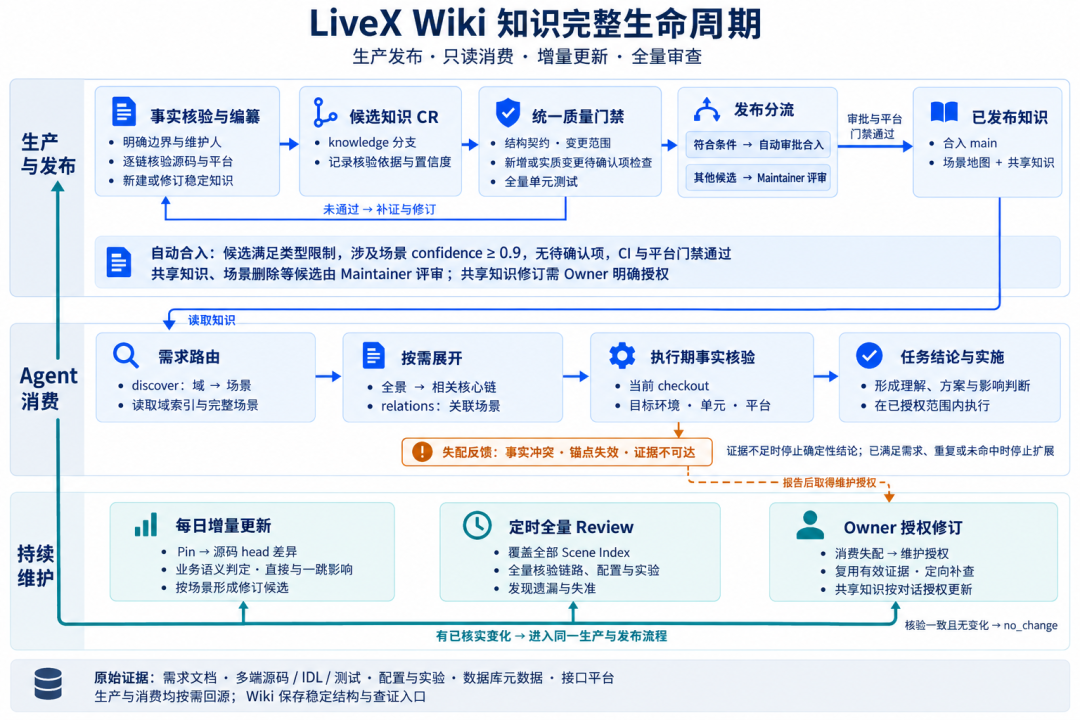 LiveX Wiki 知识完整生命周期
生产发布 · 只读消费 · 增量更新 · 全量审查
生产
与发布
事实核验与编纂
• 明确边界与维护人
• 逐链核验源码与平台
• 新建或修订稳定知识
候选知识 CR
• knowledge 分支
• 记录核验依据与置信度
统一质量门禁
• 结构契约 · 变更范围
• 新增或实质变更待确认项检查
• 全量单元测试
发布分流
符合条件 → 自动审批合入
其他候选 → Maintainer 评审
审批与平台
门禁通过
已发布知识
• 合入 main
• 场景地图 + 共享知识
未通过 → 补证与修订
自动合入：候选满足类型限制，涉及场景 confidence ≥ 0.9，无待确认项，CI 与平台门禁通过
共享知识、场景删除等候选由 Maintainer 评审；共享知识修订需 Owner 明确授权
读取知识
Agent
消费
需求路由
• discover：域 → 场景
• 读取域索引与完整场景
按需展开
• 全景 → 相关核心链
• relations：关联场景
执行期事实核验
• 当前 checkout
• 目标环境 · 单元 · 平台
任务结论与实施
• 形成理解、方案与影响判断
• 在已授权范围内执行
失配反馈：事实冲突 · 锚点失效 · 证据不可达
证据不足时停止确定性结论；已满足需求、重复或未命中时停止扩展
报告后取得维护授权
持续
维护
每日增量更新
• Pin → 源码 head 差异
• 业务语义判定 · 直接与一跳影响
• 按场景形成修订候选
定时全量 Review
• 覆盖全部 Scene Index
• 全量核验链路、配置与实验
• 发现遗漏与失准
Owner 授权修订
• 消费失配 → 维护授权
• 复用有效证据 · 定向补查
• 共享知识按对话授权更新
有已核实变化 → 进入同一生产与发布流程
核验一致且无变化 → no_change
原始证据：需求文档 · 多端源码 / IDL / 测试 · 配置与实验 · 数据库元数据 · 接口平台
生产与消费均按需回源； Wiki 保存稳定结构与查证入口